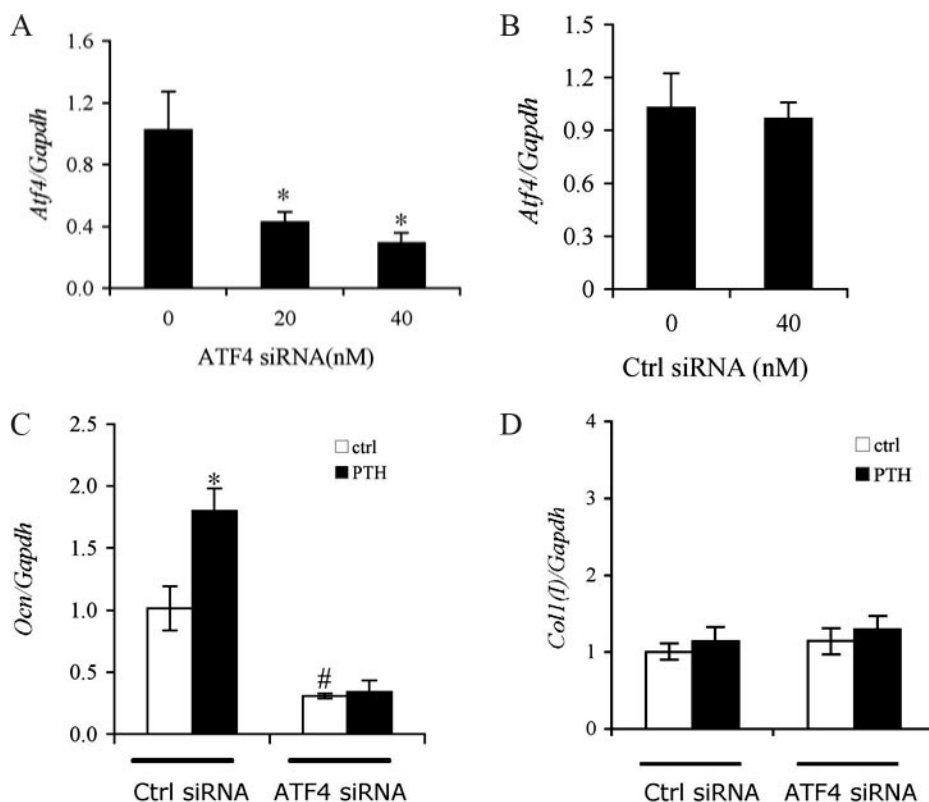 A
Atf4/Gapdh
1.6
1.2
0.8
0.4
0.0
*
*
0 20 40
ATF4 siRNA(nM)
B
Atf4/Gapdh
1.5
1.2
0.9
0.6
0.3
0
0 40
Ctrl siRNA (nM)
C
Ocn/Gapdh
2.5
2.0
1.5
1.0
0.5
0.0
ctrl
PTH
*
#
Ctrl siRNA ATF4 siRNA
D
Col1(I)/Gapdh
4
3
2
1
0
ctrl
PTH
Ctrl siRNA ATF4 siRNA